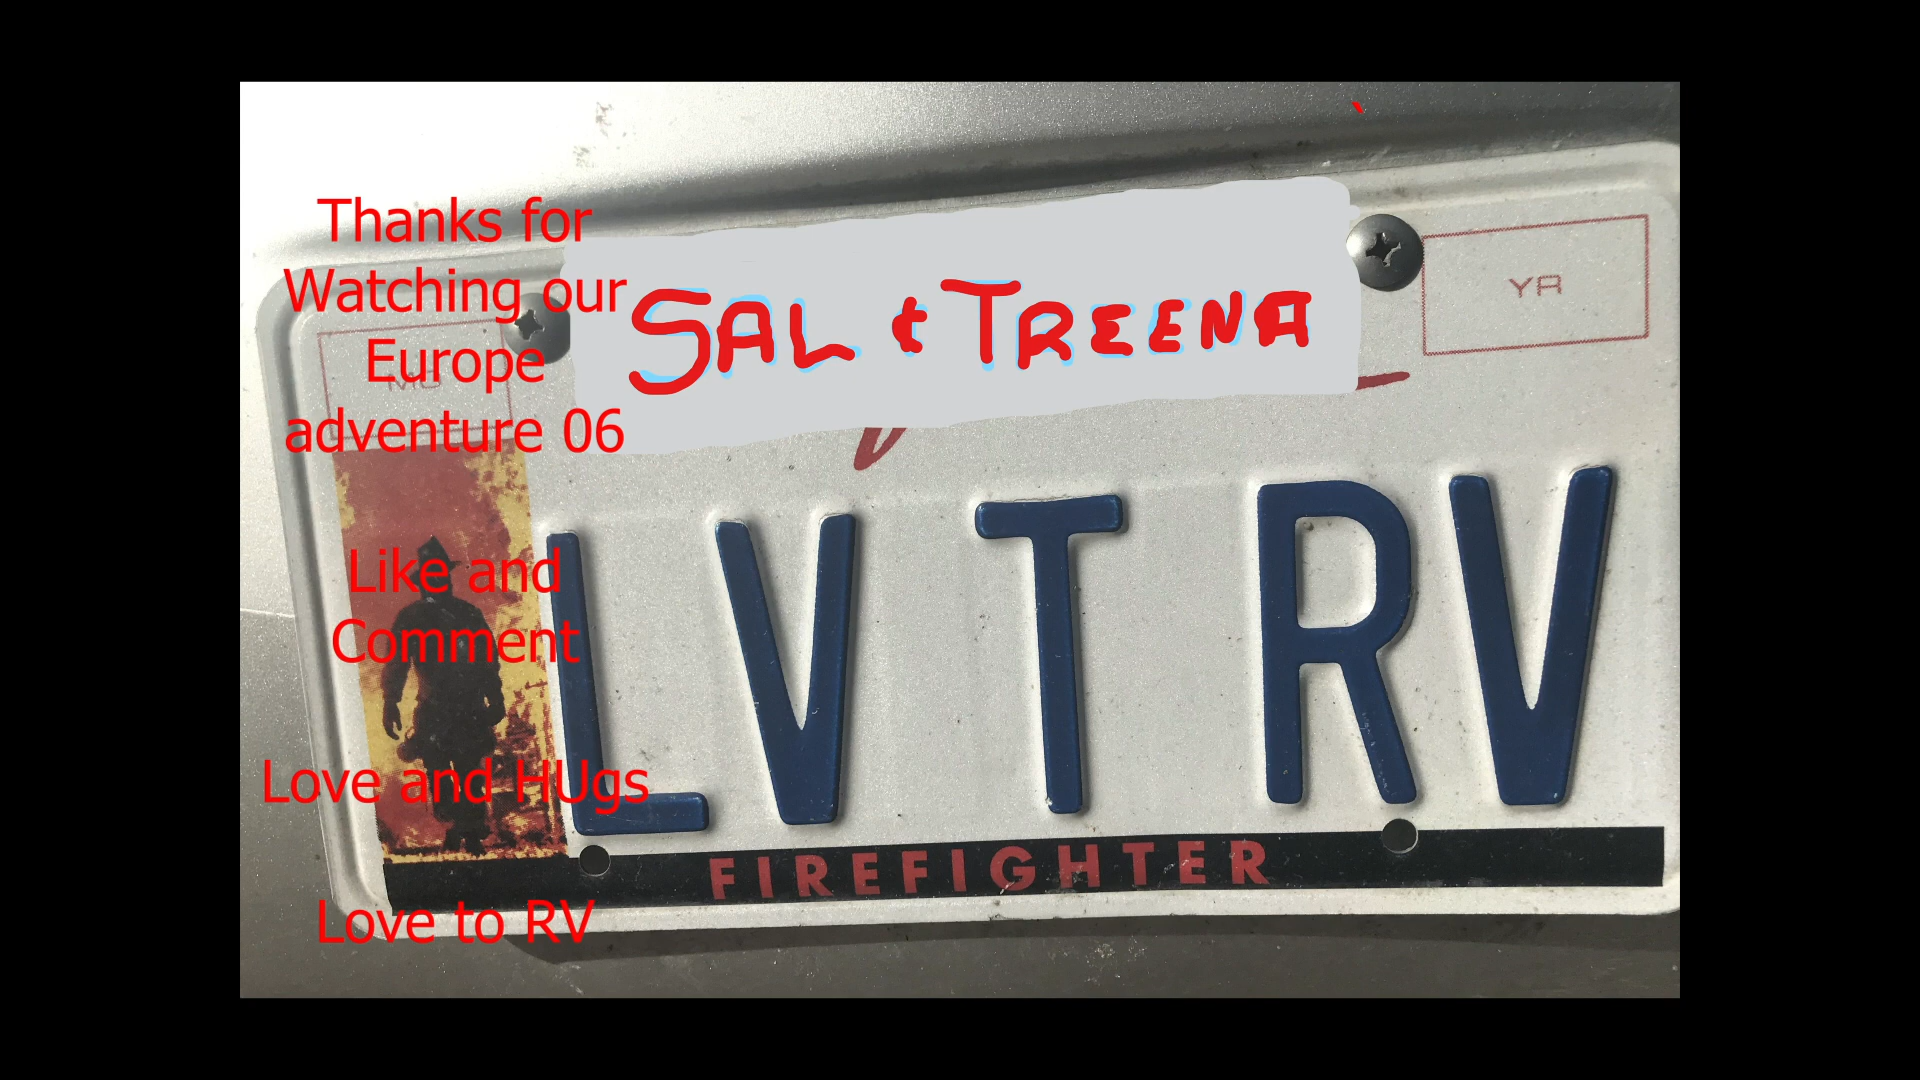 Thanks for
Watching our
Europe
adventure 06
Like and
Comment
Love and HUgs
Love to RV
SAL & TREENA
MO
YR
LV T RV
FIREFIGHTER